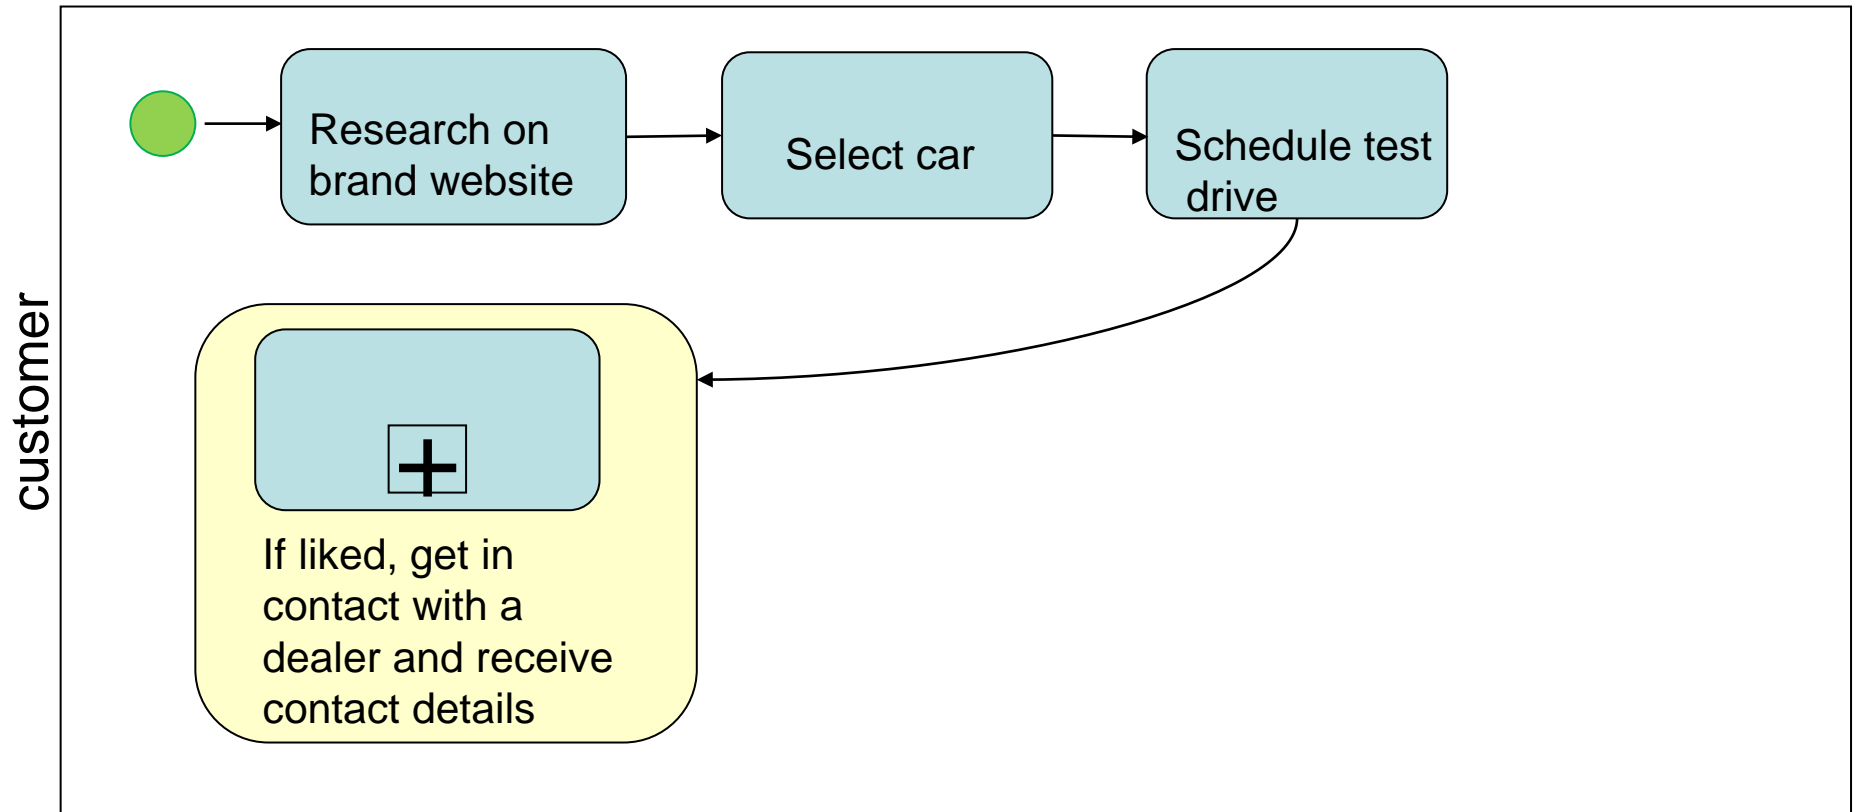 customer
Research on
brand website
Select car
Schedule test
drive
If liked, get in
contact with a
dealer and receive
contact details